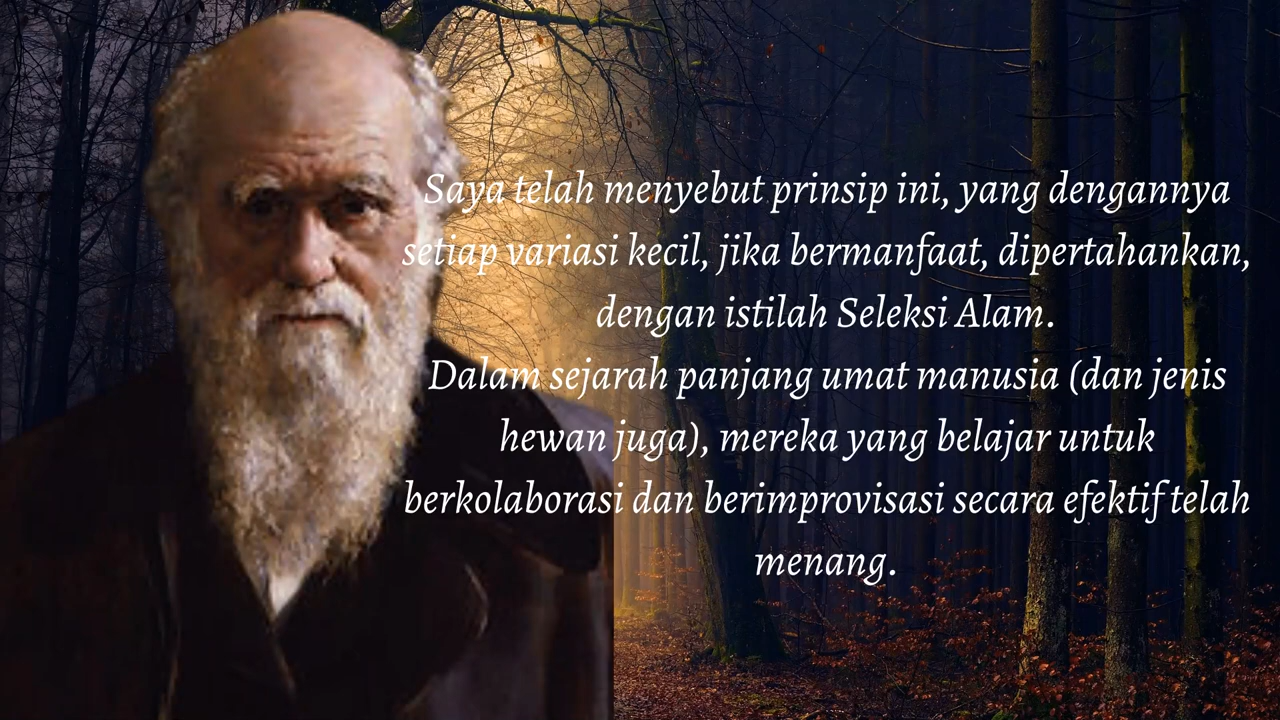 Saya telah menyebut prinsip ini, yang dengannya
setiap variasi kecil, jika bermanfaat, dipertahankan,
dengan istilah Seleksi Alam.
Dalam sejarah panjang umat manusia (dan jenis
hewan juga), mereka yang belajar untuk
berkolaborasi dan berimprovisasi secara efektif telah
menang.